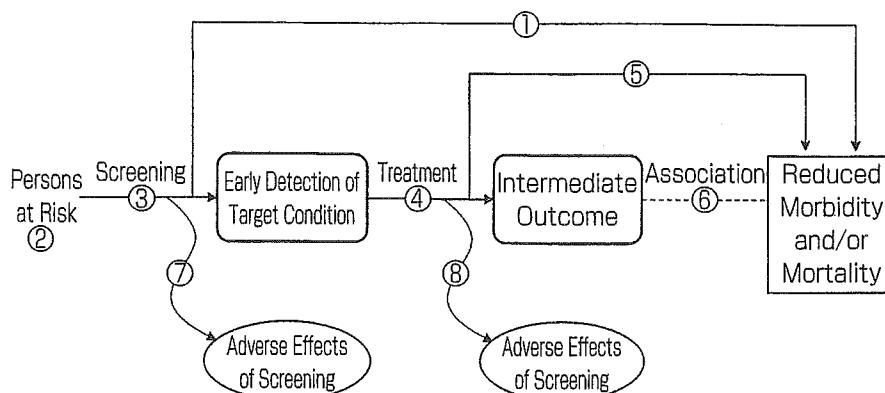 ①
⑤
Persons
at Risk
②
Screening
③
Early Detection of
Target Condition
Treatment
④
Intermediate
Outcome
Association
⑥
Reduced
Morbidity
and/or
Mortality
⑦
⑧
Adverse Effects
of Screening
Adverse Effects
of Screening